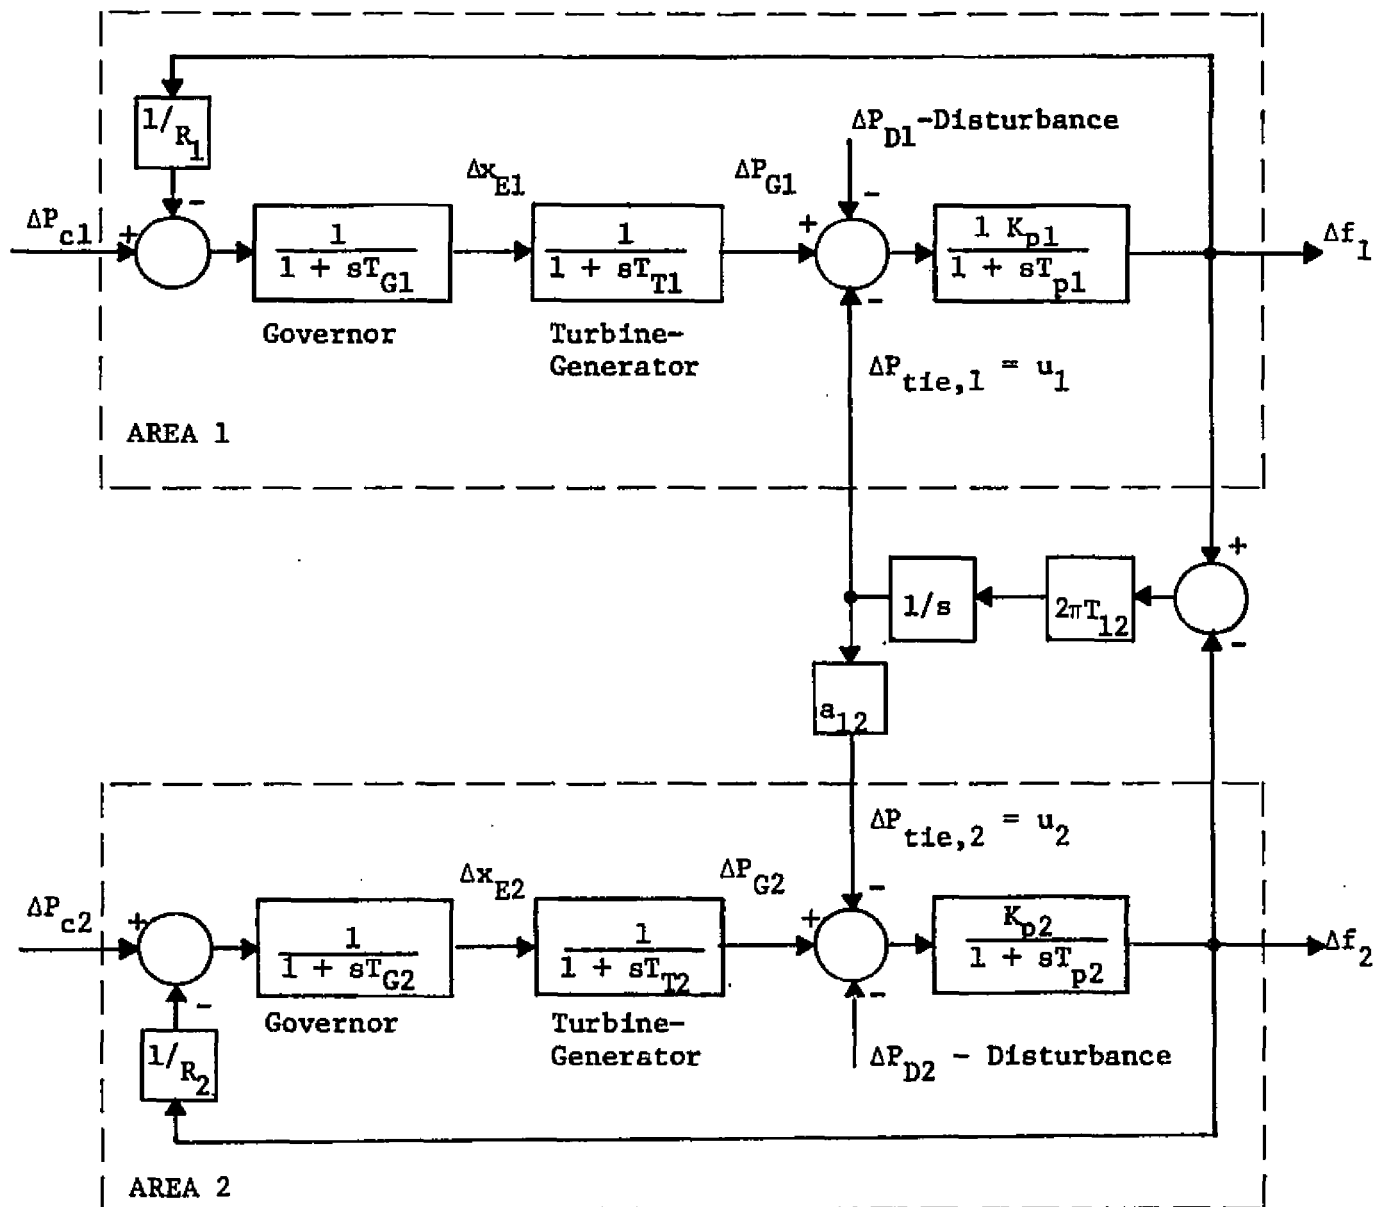 1/R1
ΔP_D1-Disturbance
Δx_E1
ΔP_G1
ΔP_c1
+
-
1
1 + sT_G1
1
1 + sT_T1
+
-
-
1 K_p1
1 + sT_p1
Δf_1
Governor
Turbine-
Generator
ΔP_tie,1 = u_1
AREA 1
+
1/s
2πT_12
-
a_12
ΔP_tie,2 = u_2
Δx_E2
ΔP_G2
ΔP_c2
+
-
1
1 + sT_G2
1
1 + sT_T2
+
-
-
K_p2
1 + sT_p2
Δf_2
Governor
Turbine-
Generator
1/R_2
ΔP_D2 - Disturbance
AREA 2